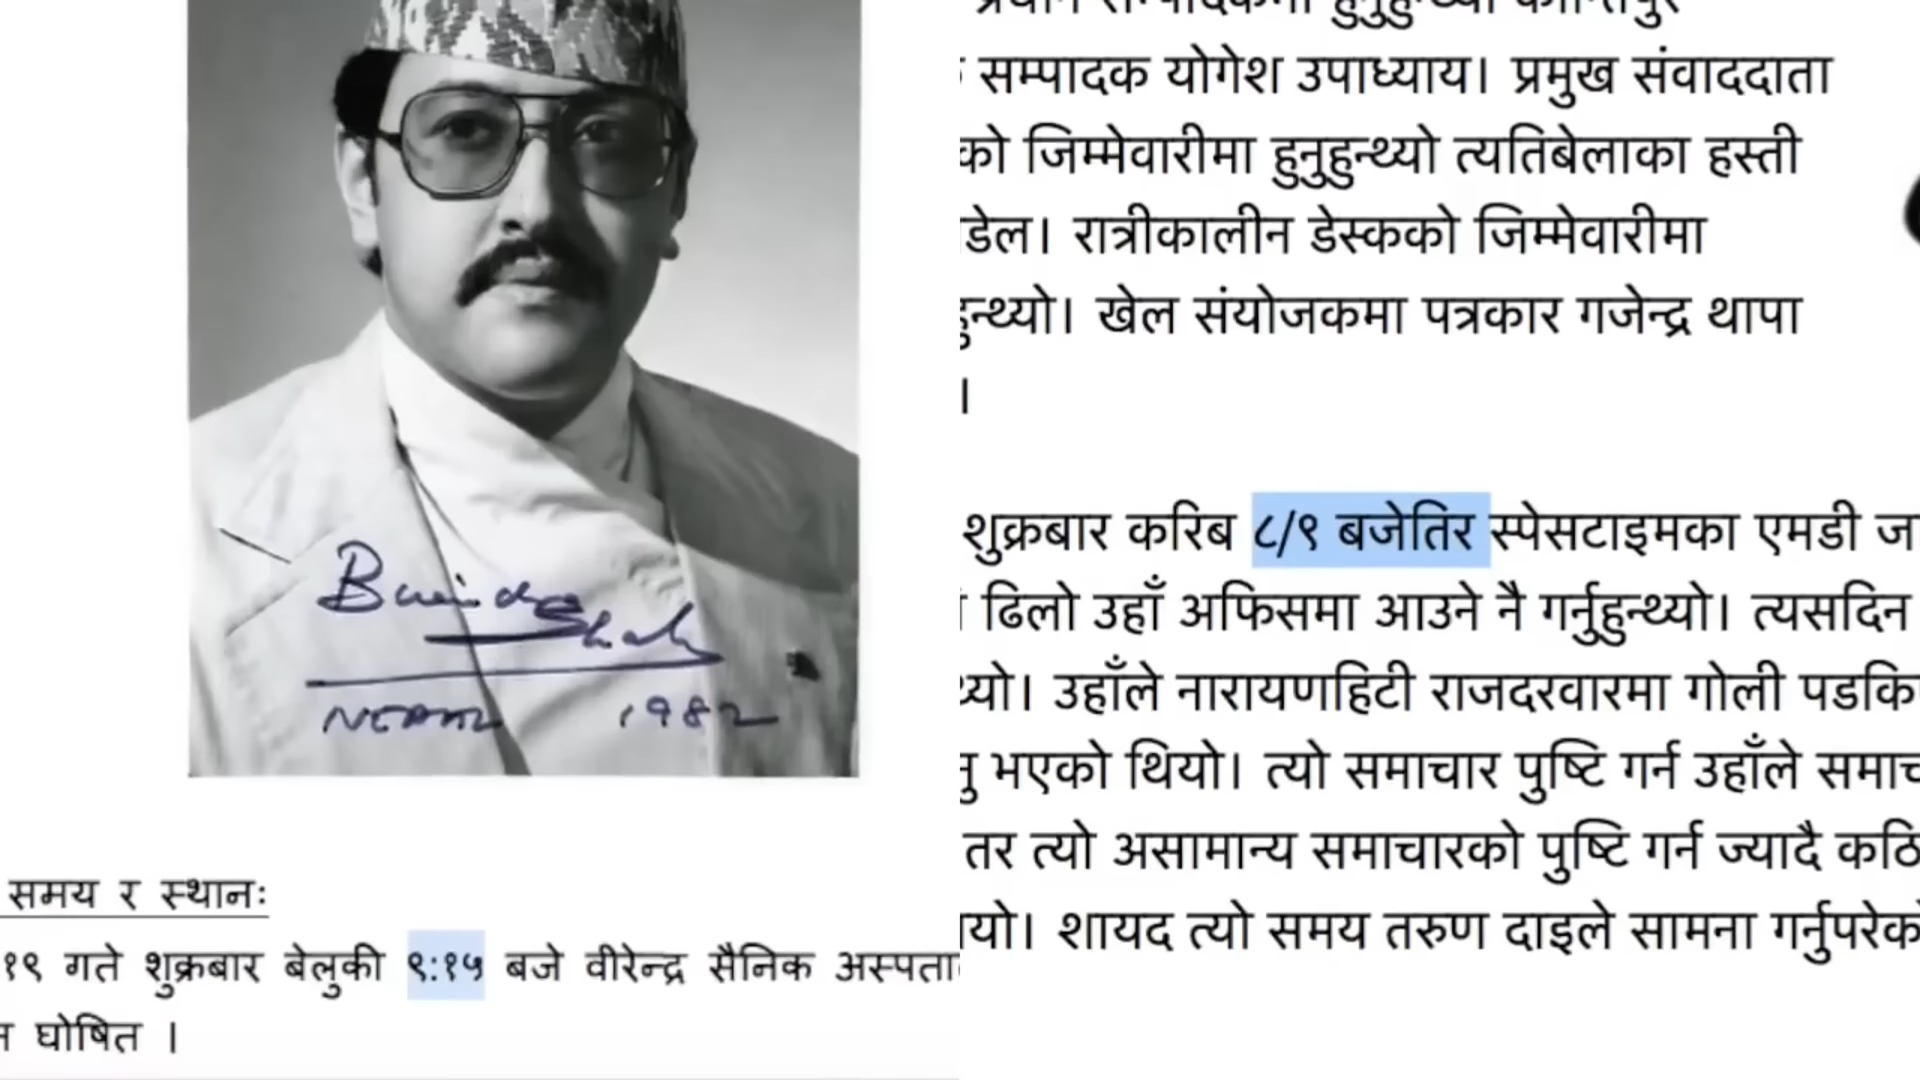 Birendra Shah
NEPAL 1982
समय र स्थानः
१९ गते शुक्रबार बेलुकी ९:१५ बजे वीरेन्द्र सैनिक
घोषित ।
सम्पादक योगेश उपाध्याय। प्रमुख संवाददाता
को जिम्मेवारीमा हुनुहुन्थ्यो त्यतिबेलाका हस्ती
डेल। रात्रीकालीन डेस्कको जिम्मेवारीमा
हुन्थ्यो। खेल संयोजकमा पत्रकार गजेन्द्र थापा
।
शुक्रबार करिब ८/९ बजेतिर स्पेसटाइमका एमडी
ढिलो उहाँ अफिसमा आउने नै गर्नुहुन्थ्यो। त्यसदिन
थ्यो। उहाँले नारायणहिटी राजदरवारमा गोली
भएको थियो। त्यो समाचार पुष्टि गर्न उहाँले
तर त्यो असामान्य समाचारको पुष्टि गर्न ज्यादै
यो। शायद त्यो समय तरुण दाइले सामना